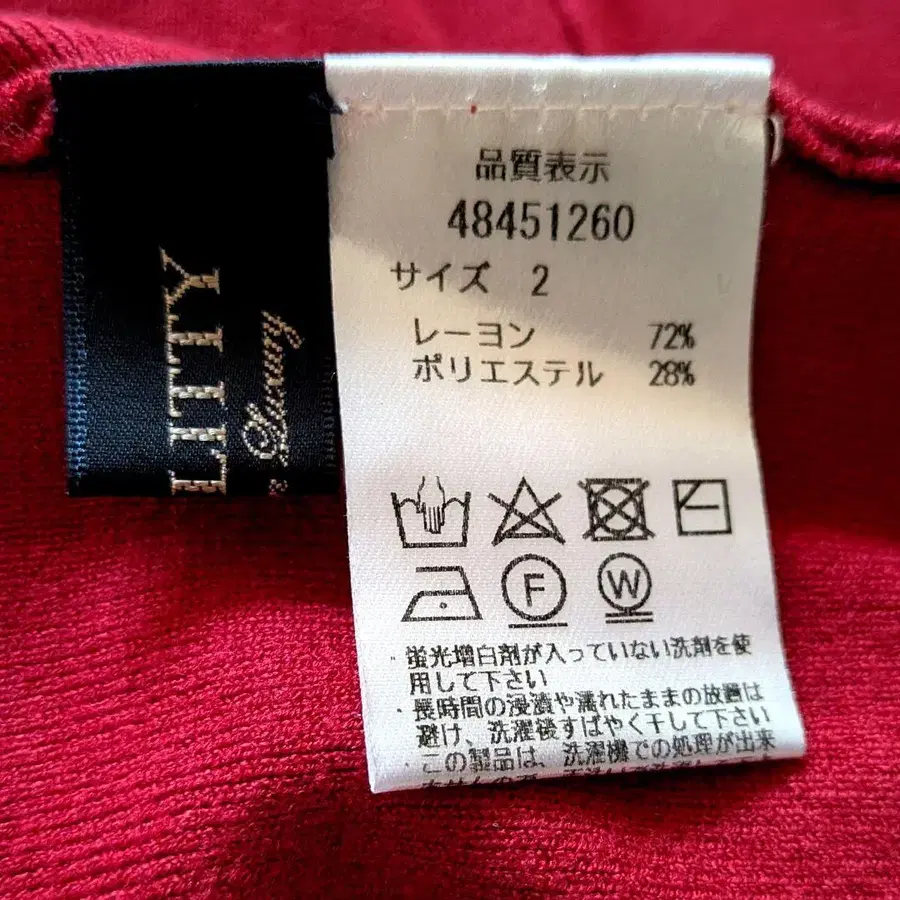 LITY
Luxury
品質表示
48451260
サイズ 2
レーヨン 72%
ポリエステル 28%
F W
・蛍光増白剤が入っていない洗剤を使
用して下さい
・長時間の浸漬や濡れたままの放置は
避け、洗濯後すばやく干して下さい
・この製品は、洗濯機での処理が出来